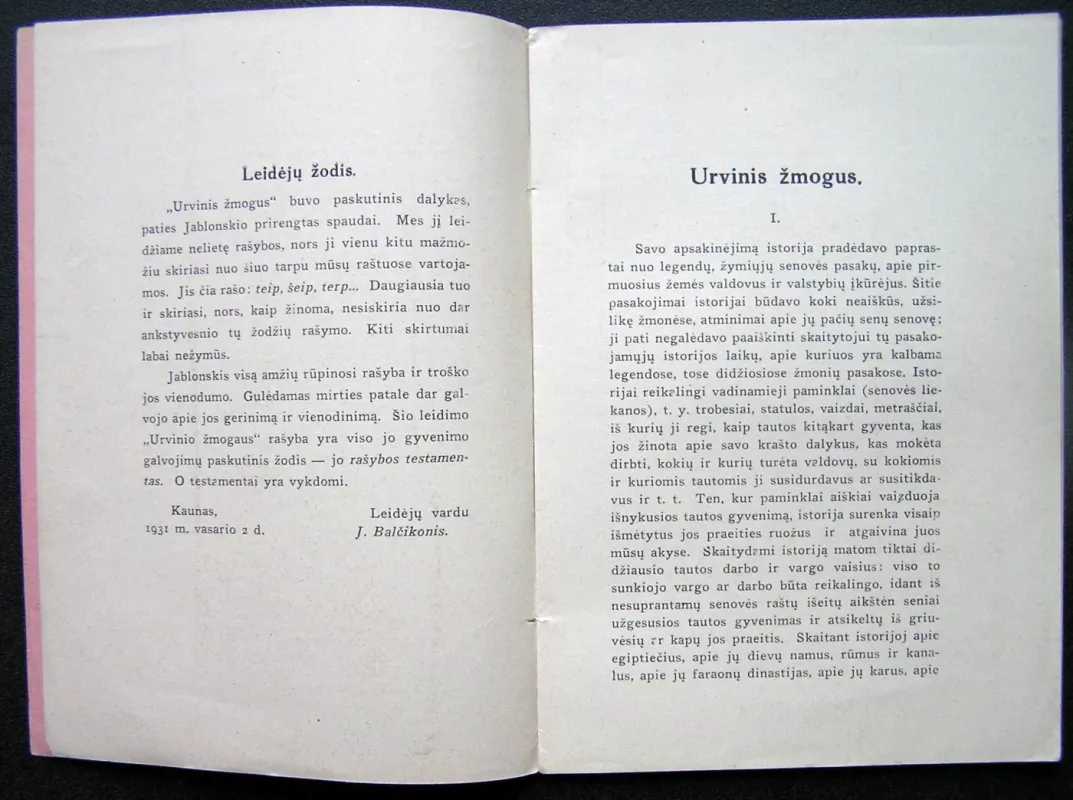 Leidėjų žodis.
„Urvinis žmogus“ buvo paskutinis dalykas,
paties Jablonskio prirengtas spaudai. Mes jį lei-
džiame nelietę rašybos, nors ji vienu kitu mažmo-
žiu skiriasi nuo šiuo tarpu mūsų raštuose vartoja-
mos. Jis čia rašo: teip, šeip, terp... Daugiausia tuo
ir skiriasi, nors, kaip žinoma, nesiskiria nuo dar
ankstyvesnio tų žodžių rašymo. Kiti skirtumai
labai nežymūs.
Jablonskis visą amžių rūpinosi rašyba ir troško
jos vienodumo. Gulėdamas mirties patale dar gal-
vojo apie jos gerinimą ir vienodinimą. Šio leidimo
„Urvinio žmogaus“ rašyba yra viso jo gyvenimo
galvojimų paskutinis žodis — jo rašybos testamen-
tas. O testamentai yra vykdomi.
Kaunas,
1931 m. vasario 2 d.
Leidėjų vardu
J. Balčikonis.
Urvinis žmogus.
I.
Savo apsakinėjimą istorija pradėdavo papras-
tai nuo legendų, žymiųjų senovės pasakų, apie pir-
muosius žemės valdovus ir valstybių įkūrėjus. Šitie
pasakojimai istorijai būdavo koki neaiškūs, užsi-
likę žmonėse, atminimai apie jų pačių senų senovę;
ji pati negalėdavo paaiškinti skaitytojui tų pasako-
jamųjų istorijos laikų, apie kuriuos yra kalbama
legendose, tose didžiosiose žmonių pasakose. Isto-
rijai reikalingi vadinamieji paminklai (senovės lie-
kanos), t. y. trobesiai, statulos, vaizdai, metraščiai,
iš kurių ji regi, kaip tautos kitąkart gyventa, kas
jos žinota apie savo krašto dalykus, kas mokėta
dirbti, kokių ir kurių turėta valdovų, su kokiomis
ir kuriomis tautomis ji susidurdavus ar susitikda-
vus ir t. t. Ten, kur paminklai aiškiai vaizduoja
išnykusios tautos gyvenimą, istorija surenka visaip
išmėtytus jos praeities ruožus ir atgaivina juos
mūsų akyse. Skaitydami istoriją matom tiktai di-
džiausio tautos darbo ir vargo vaisius: viso to
sunkiojo vargo ar darbo būta reikalingo, idant iš
nesuprantamų senovės raštų išeitų aikštėn seniai
užgesusios tautos gyvenimas ir atsikeltų iš griu-
vėsių ar kapų jos praeitis. Skaitant istorijoj apie
egiptiečius, apie jų dievų namus, rūmus ir kana-
lus, apie jų faraonų dinastijas, apie jų karus, apie